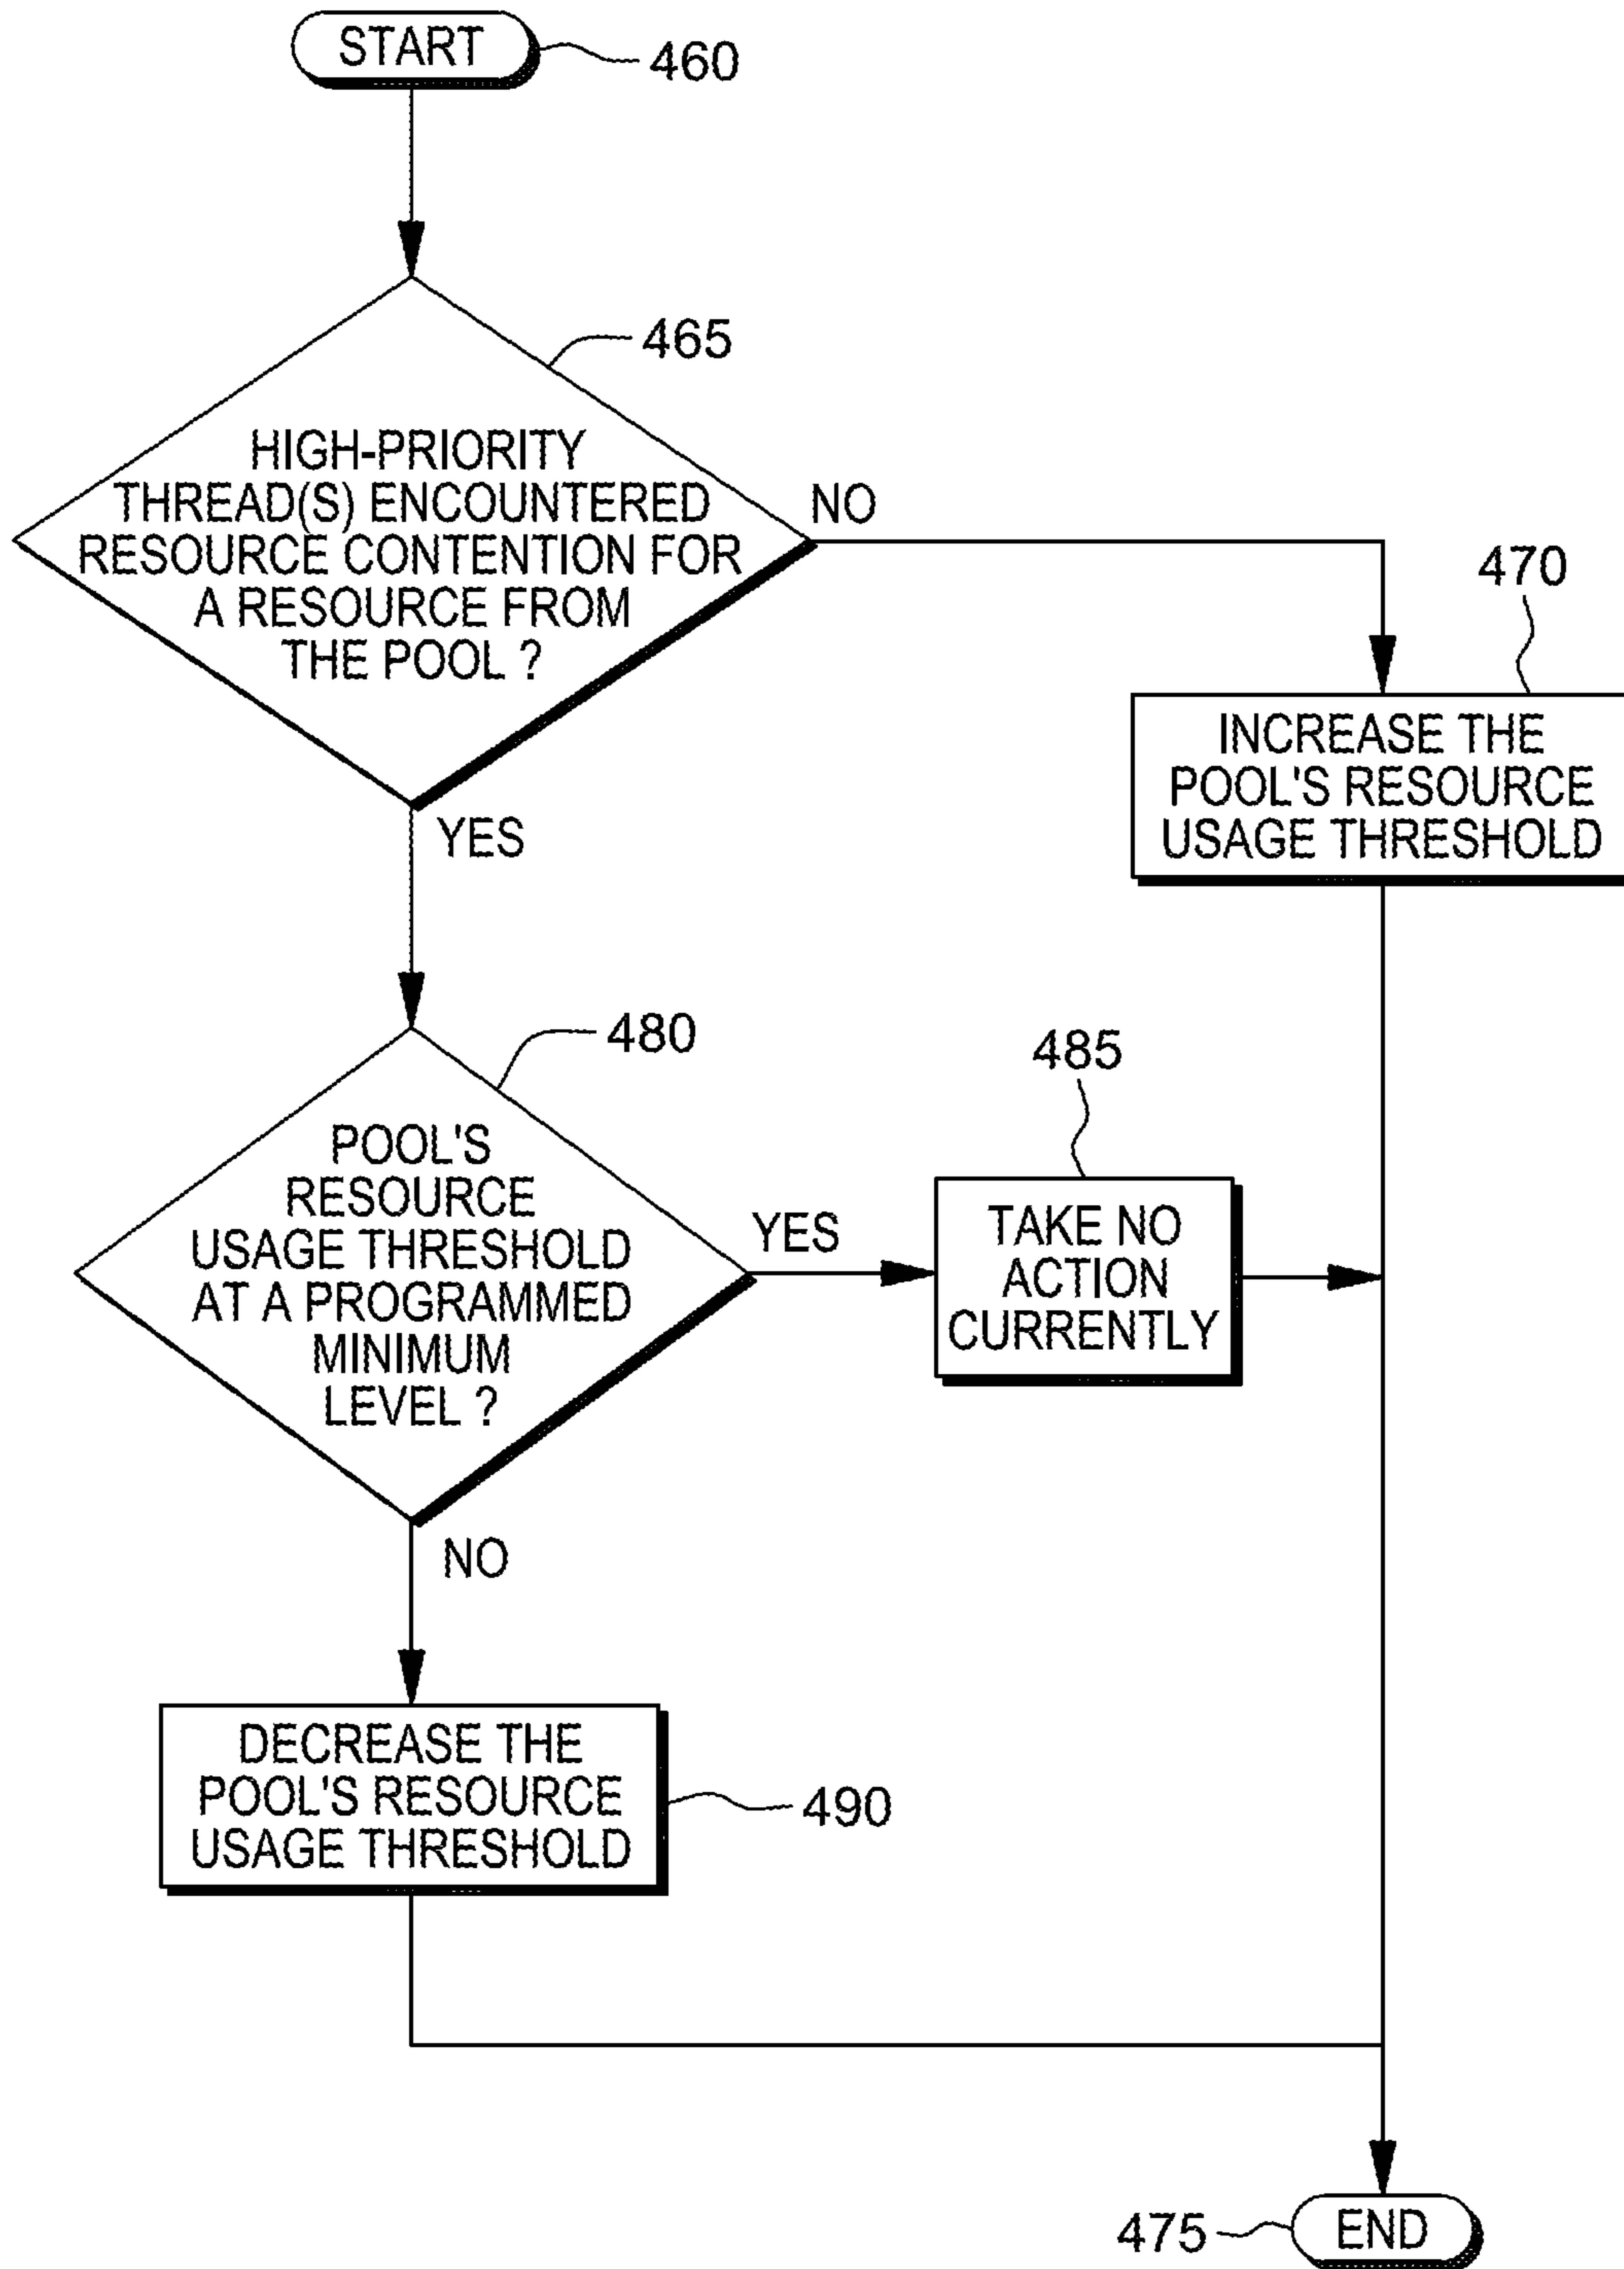 START
460
465
HIGH-PRIORITY
THREAD(S) ENCOUNTERED
RESOURCE CONTENTION FOR
A RESOURCE FROM
THE POOL ?
NO
YES
470
INCREASE THE
POOL'S RESOURCE
USAGE THRESHOLD
480
POOL'S
RESOURCE
USAGE THRESHOLD
AT A PROGRAMMED
MINIMUM
LEVEL ?
YES
NO
485
TAKE NO
ACTION
CURRENTLY
DECREASE THE
POOL'S RESOURCE
USAGE THRESHOLD
490
475
END